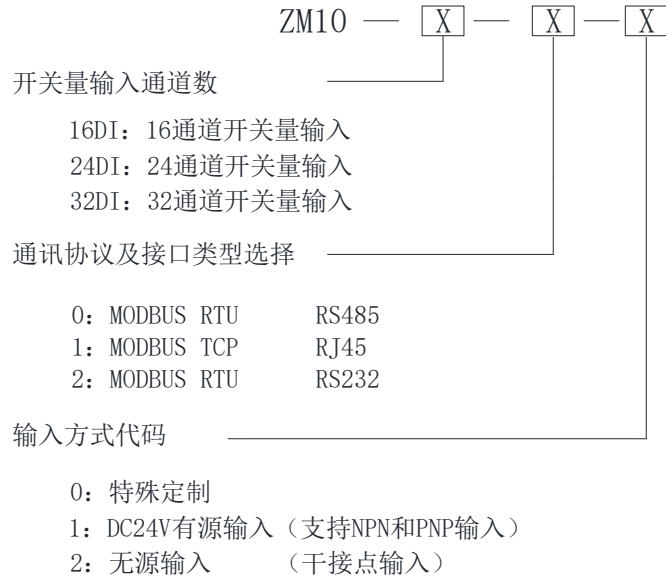 ZM10 — X — X — X
开关量输入通道数
16DI：16通道开关量输入
24DI：24通道开关量输入
32DI：32通道开关量输入
通讯协议及接口类型选择
0：MODBUS RTU RS485
1：MODBUS TCP RJ45
2：MODBUS RTU RS232
输入方式代码
0：特殊定制
1：DC24V有源输入（支持NPN和PNP输入）
2：无源输入 （干接点输入）